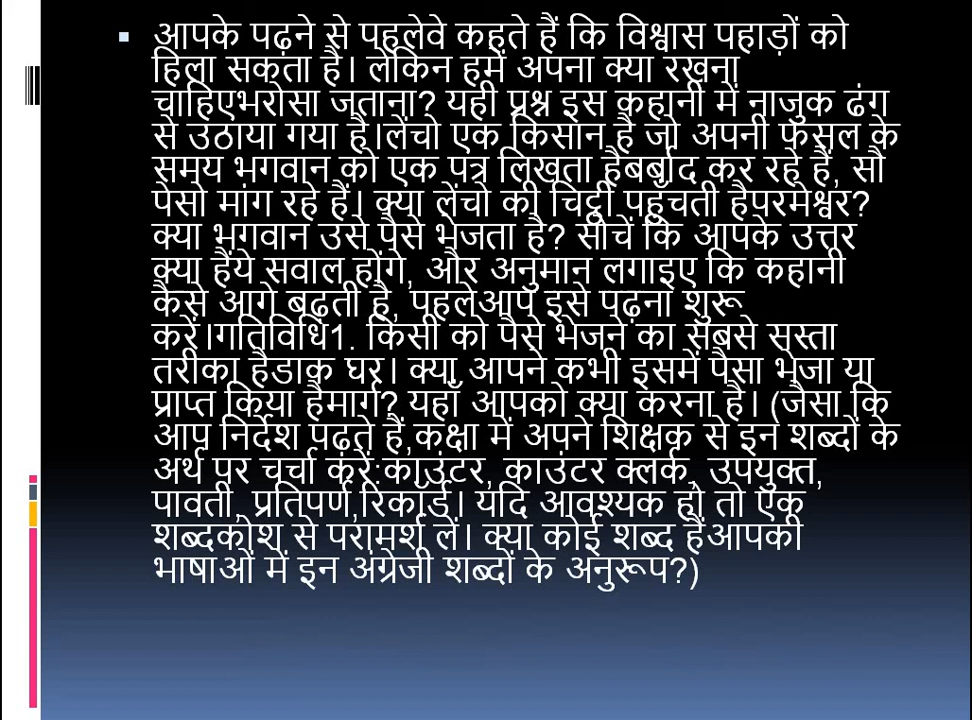 आपके पढ़ने से पहलेवे कहते हैं कि विश्वास पहाड़ों को
हिला सकता है। लेकिन हमें अपना क्या रखना
चाहिएभरोसा जताना? यही प्रश्न इस कहानी में नाजुक ढंग
से उठाया गया है।लेंचो एक किसान है जो अपनी फसल के
समय भगवान को एक पत्र लिखता हैबर्बाद कर रहे हैं, सौ
पेसो मांग रहे हैं। क्या लेंचो की चिट्ठी पहुँचती हैपरमेश्वर?
क्या भगवान उसे पैसे भेजता है? सोचें कि आपके उत्तर
क्या हैंये सवाल होंगे, और अनुमान लगाइए कि कहानी
कैसे आगे बढ़ती है, पहलेआप इसे पढ़ना शुरू
करें।गतिविधि1. किसी को पैसे भेजने का सबसे सस्ता
तरीका हैडाक घर। क्या आपने कभी इसमें पैसा भेजा या
प्राप्त किया हैमार्ग? यहाँ आपको क्या करना है। (जैसा कि
आप निर्देश पढ़ते हैं,कक्षा में अपने शिक्षक से इन शब्दों के
अर्थ पर चर्चा करें:काउंटर, काउंटर क्लर्क, उपयुक्त,
पावती, प्रतिपर्ण,रिकॉर्ड। यदि आवश्यक हो तो एक
शब्दकोश से परामर्श लें। क्या कोई शब्द हैंआपकी
भाषाओं में इन अंग्रेजी शब्दों के अनुरूप?)